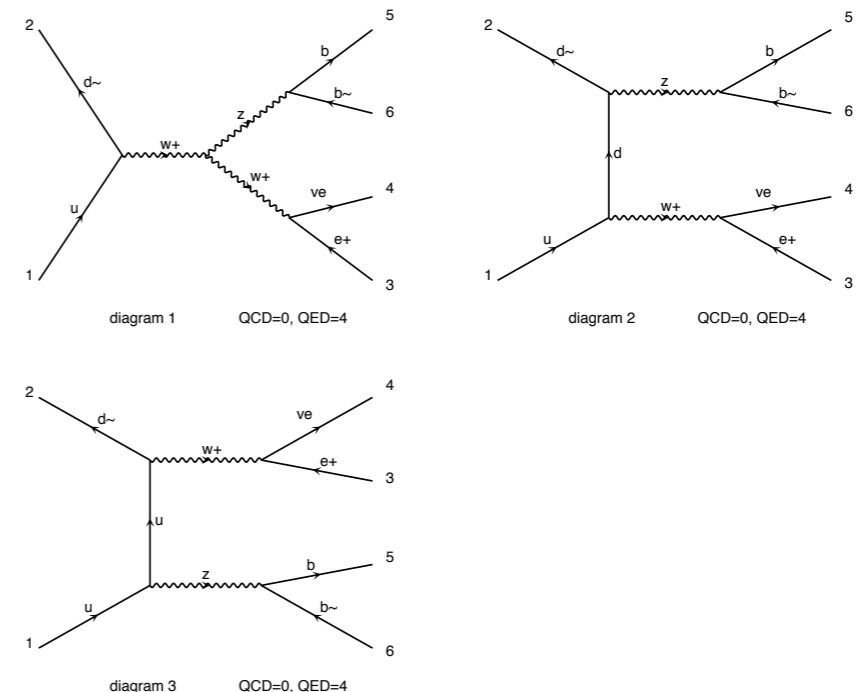 2
5
b
d~
b~
z
6
w+
w+
ve
4
u
e+
1
3
diagram 1 QCD=0, QED=4
2
5
d~
z
b
b~
6
d
ve
4
w+
u
e+
1
3
diagram 2 QCD=0, QED=4
2
4
d~
ve
w+
e+
3
u
5
b
z
u
b~
1
6
diagram 3 QCD=0, QED=4